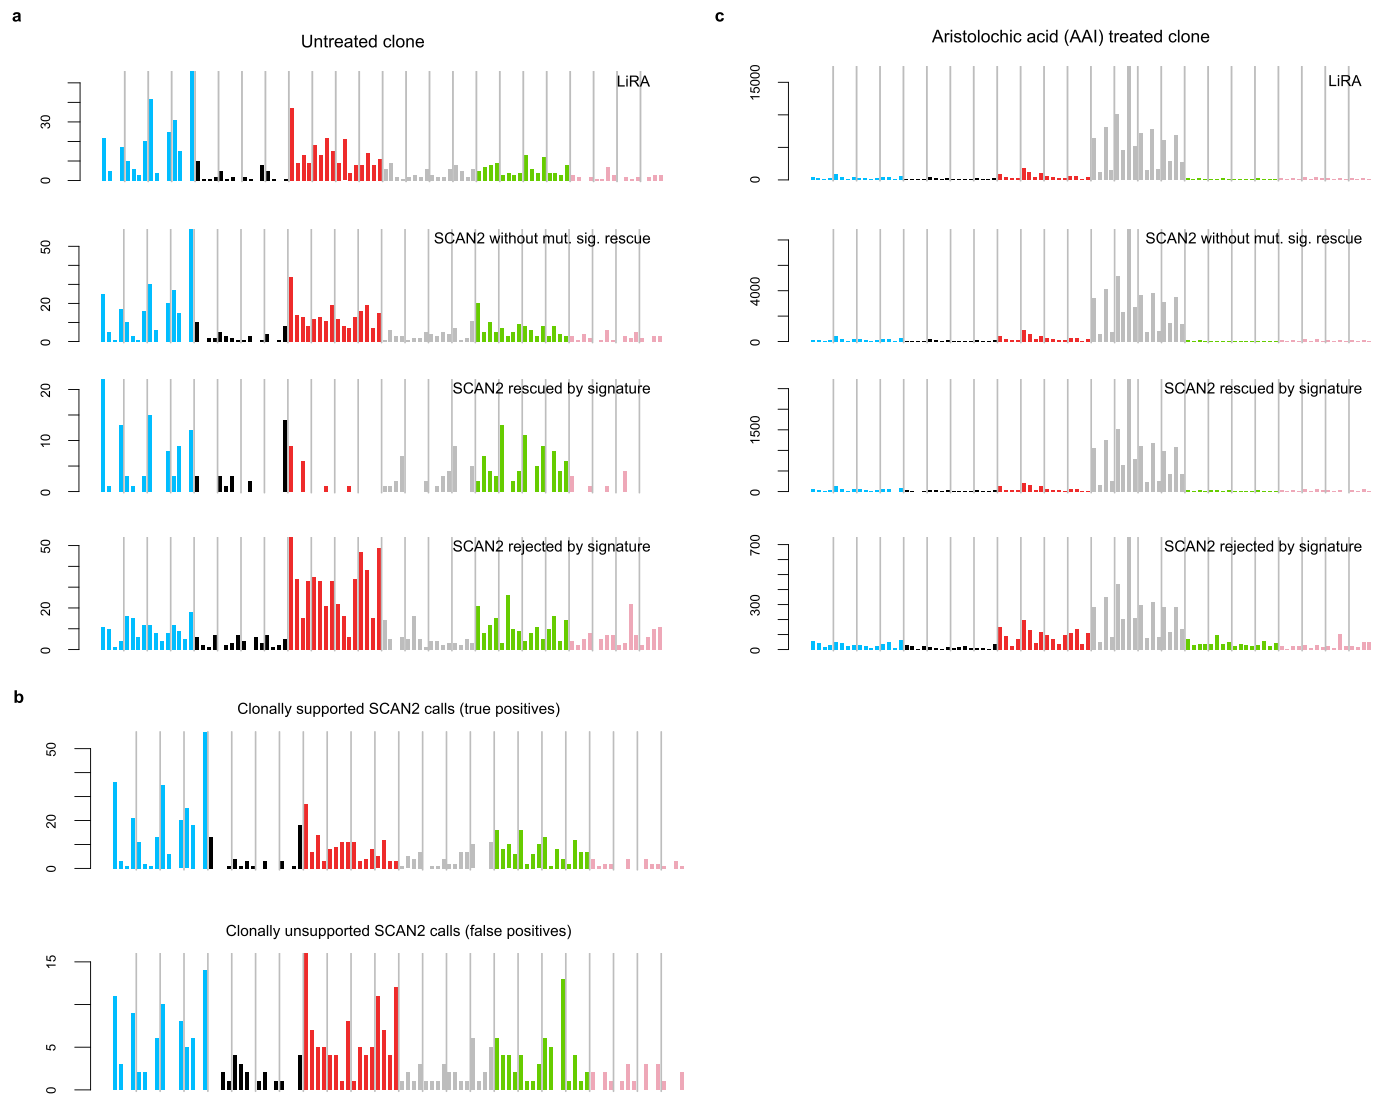 a
Untreated clone
LiRA
30
0
SCAN2 without mut. sig. rescue
50
20
0
SCAN2 rescued by signature
20
10
0
SCAN2 rejected by signature
50
20
0
b
Clonally supported SCAN2 calls (true positives)
50
20
0
Clonally unsupported SCAN2 calls (false positives)
15
5
0
c
Aristolochic acid (AAI) treated clone
LiRA
15000
0
SCAN2 without mut. sig. rescue
4000
0
SCAN2 rescued by signature
1500
0
SCAN2 rejected by signature
700
300
0